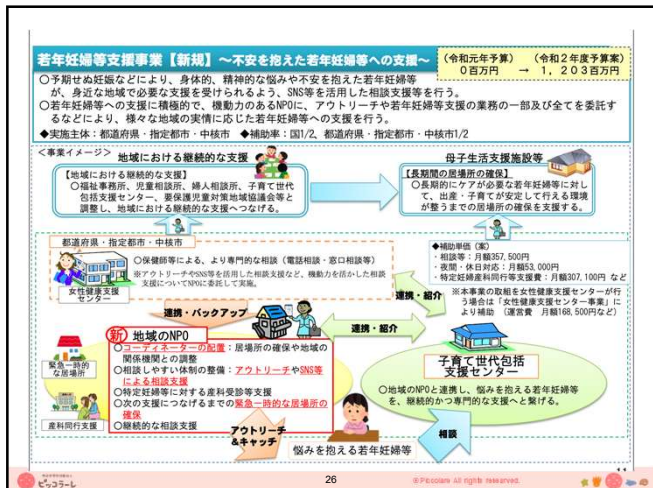 若年妊婦等支援事業【新規】 ～不安を抱えた若年妊婦等への支援～
（令和元年予算） （令和2年度予算案）
0百万円 → 1，203百万円
○予期せぬ妊娠などにより、身体的、精神的な悩みや不安を抱えた若年妊婦等
が、身近な地域で必要な支援を受けられるよう、SNS等を活用した相談支援等を行う。
○若年妊婦等への支援に積極的で、機動力のあるNPOに、アウトリーチや若年妊婦等支援の業務の一部及び全てを委託す
るなどにより、様々な地域の実情に応じた若年妊婦等への支援を行う。
◆実施主体：都道府県・指定都市・中核市 ◆補助率：国1/2、都道府県・指定都市・中核市1/2
＜事業イメージ＞
地域における継続的な支援
【地域における継続的な支援】
○福祉事務所、児童相談所、婦人相談所、子育て世代
包括支援センター、要保護児童対策地域協議会等と
調整し、地域における継続的な支援へつなげる。
母子生活支援施設等
【長期間の居場所の確保】
○長期的にケアが必要な若年妊婦等に対し
て、出産・子育てが安定して行える環境
が整うまでの居場所の確保を支援する。
都道府県・指定都市・中核市
女性健康支援
センター
○保健師等による、より専門的な相談（電話相談・窓口相談等）
※アウトリーチやSNS等を活用した相談支援など、機動力を活かした相談
支援についてNPOに委託して実施。
◆補助単価（案）
・相談等：月額357,500円
・夜間・休日対応：月額53,000円
・特定妊婦産科同行等支援費：月額307,100円 など
※本事業の取組を女性健康支援センターが行
う場合は「女性健康支援センター事業」に
より補助 （運営費 月額168,500円など）
連携・紹介
連携・バックアップ
連携・紹介
新 地域のNPO
○コーディネーターの配置：居場所の確保や地域の
関係機関との調整
○相談しやすい体制の整備：アウトリーチやSNS等
による相談支援
○特定妊婦等に対する産科受診等支援
○次の支援につなげるまでの緊急一時的な居場所の
確保
○継続的な相談支援
緊急一時的
な居場所
産科同行支援
子育て世代包括
支援センター
○地域のNPOと連携し、悩みを抱える若年妊婦等
を、継続的かつ専門的な支援へと繋げる。
アウトリーチ
&キャッチ
悩みを抱える若年妊婦等
相談
ピッコラーレ
26
© Piccolare All rights researved.